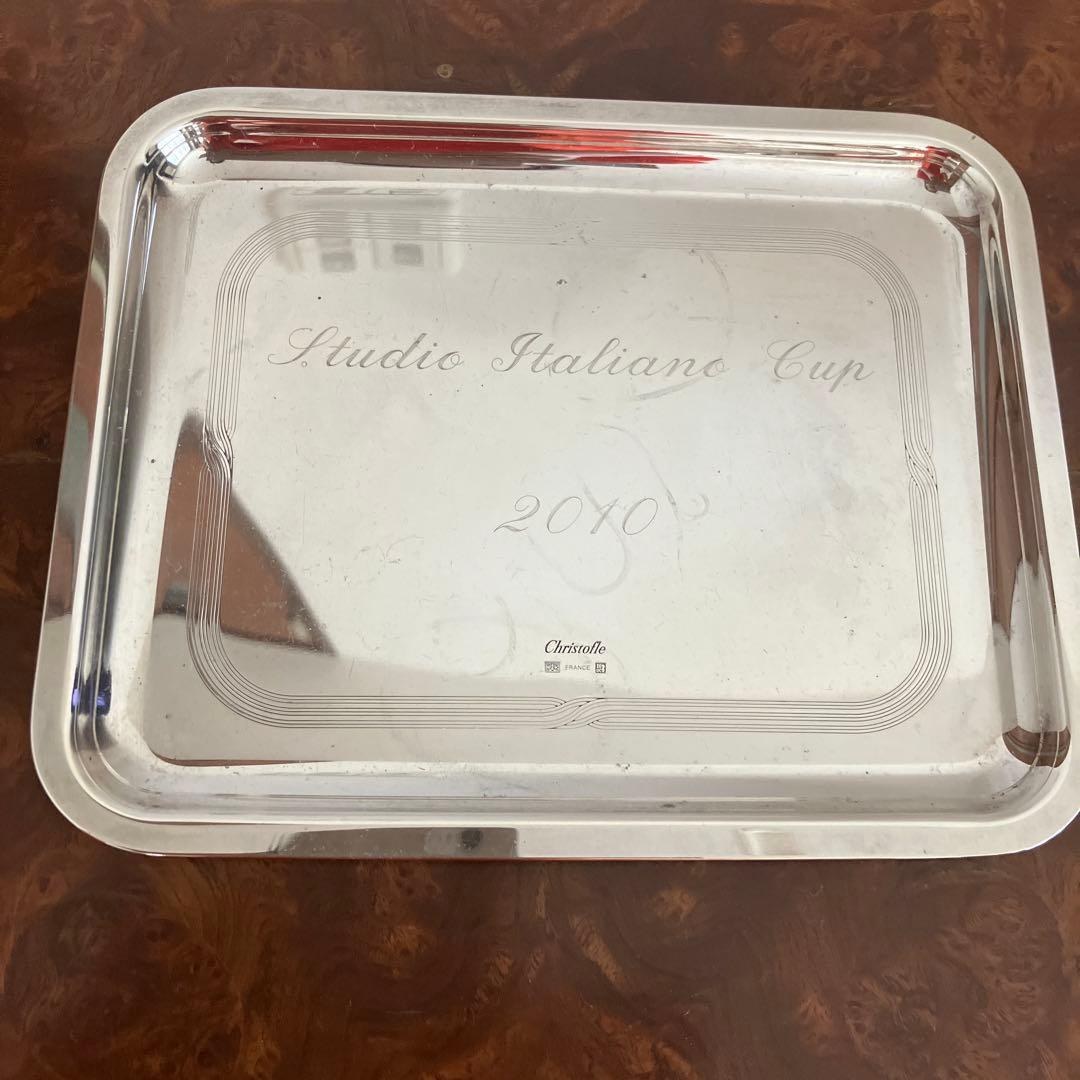 Studio Italiano Cup
2010
Christofle
FRANCE